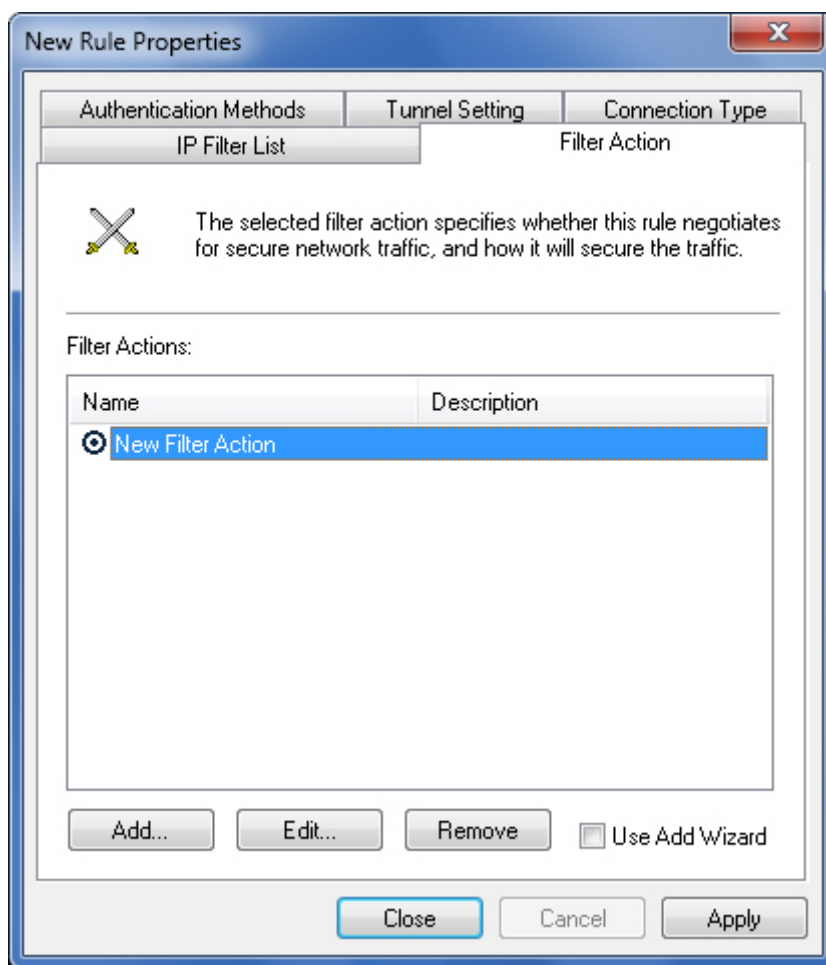 New Rule Properties
Authentication Methods Tunnel Setting Connection Type
IP Filter List Filter Action
The selected filter action specifies whether this rule negotiates
for secure network traffic, and how it will secure the traffic.
Filter Actions:
Name Description
New Filter Action
Add... Edit... Remove Use Add Wizard
Close Cancel Apply